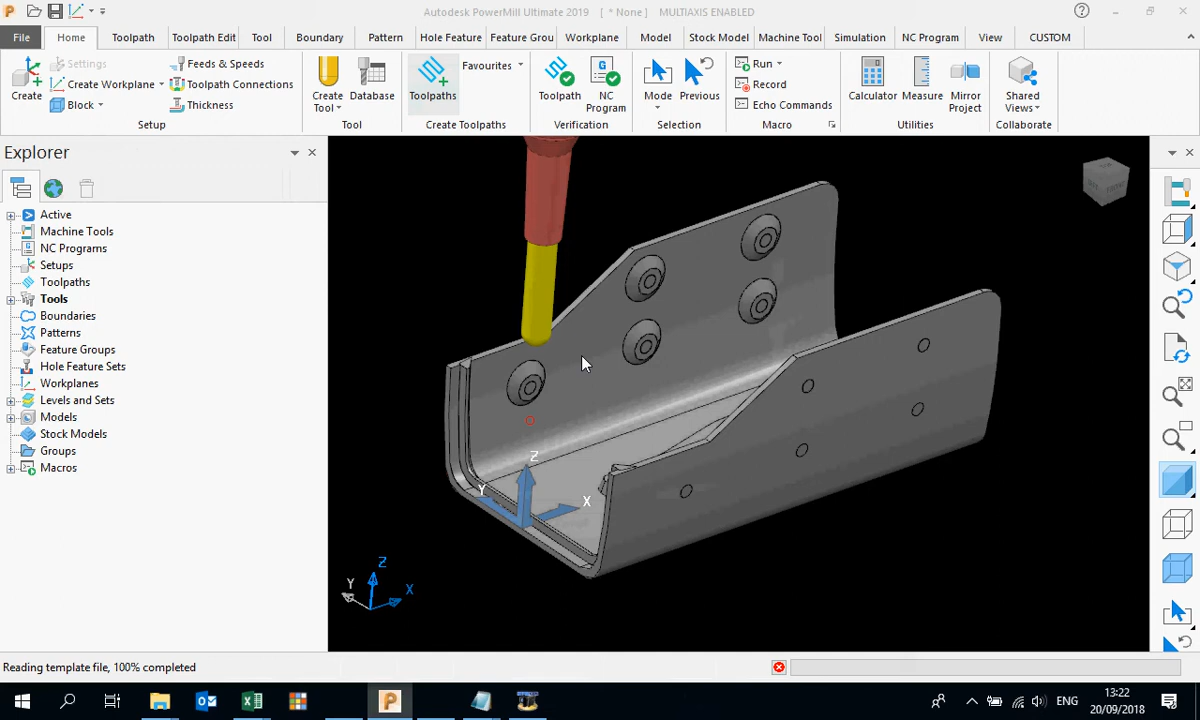 Autodesk PowerMill Ultimate 2019 [ * None ] MULTIAXIS ENABLED
File Home Toolpath Toolpath Edit Tool Boundary Pattern Hole Feature Feature Grou Workplane Model Stock Model Machine Tool Simulation NC Program View CUSTOM
Create
Settings
Create Workplane
Block
Feeds & Speeds
Toolpath Connections
Thickness
Setup
Create
Tool
Database
Tool
Toolpaths
Favourites
Create Toolpaths
Toolpath
NC
Program
Verification
Mode
Previous
Selection
Run
Record
Echo Commands
Macro
Calculator
Measure
Mirror
Project
Utilities
Shared
Views
Collaborate
Explorer
Active
Machine Tools
NC Programs
Setups
Toolpaths
Tools
Boundaries
Patterns
Feature Groups
Hole Feature Sets
Workplanes
Levels and Sets
Models
Stock Models
Groups
Macros
Z
Y
X
Z
Y
X
Reading template file, 100% completed
ENG
13:22
20/09/2018